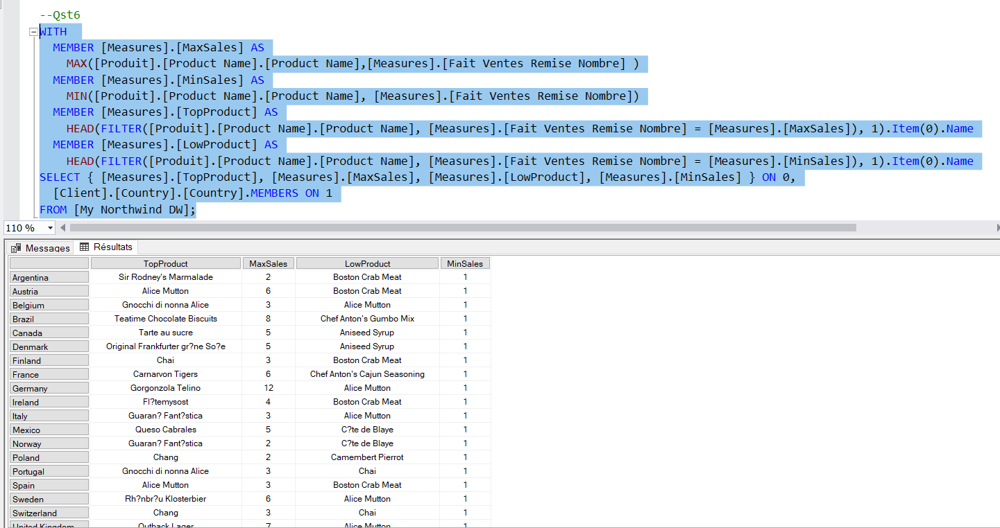 --Qst6
WITH
MEMBER [Measures].[MaxSales] AS
MAX([Produit].[Product Name].[Product Name],[Measures].[Fait Ventes Remise Nombre] )
MEMBER [Measures].[MinSales] AS
MIN([Produit].[Product Name].[Product Name], [Measures].[Fait Ventes Remise Nombre])
MEMBER [Measures].[TopProduct] AS
HEAD(FILTER([Produit].[Product Name].[Product Name], [Measures].[Fait Ventes Remise Nombre] = [Measures].[MaxSales]), 1).Item(0).Name
MEMBER [Measures].[LowProduct] AS
HEAD(FILTER([Produit].[Product Name].[Product Name], [Measures].[Fait Ventes Remise Nombre] = [Measures].[MinSales]), 1).Item(0).Name
SELECT { [Measures].[TopProduct], [Measures].[MaxSales], [Measures].[LowProduct], [Measures].[MinSales] } ON 0,
[Client].[Country].[Country].MEMBERS ON 1
FROM [My Northwind DW];
110 %
Messages Résultats
TopProduct MaxSales LowProduct MinSales
Argentina Sir Rodney's Marmalade 2 Boston Crab Meat 1
Austria Alice Mutton 6 Boston Crab Meat 1
Belgium Gnocchi di nonna Alice 3 Alice Mutton 1
Brazil Teatime Chocolate Biscuits 8 Chef Anton's Gumbo Mix 1
Canada Tarte au sucre 5 Aniseed Syrup 1
Denmark Original Frankfurter gr?ne So?e 5 Aniseed Syrup 1
Finland Chai 3 Boston Crab Meat 1
France Carnarvon Tigers 6 Chef Anton's Cajun Seasoning 1
Germany Gorgonzola Telino 12 Alice Mutton 1
Ireland Fl?temysost 4 Boston Crab Meat 1
Italy Guaran? Fant?stica 3 Alice Mutton 1
Mexico Queso Cabrales 5 C?te de Blaye 1
Norway Guaran? Fant?stica 2 C?te de Blaye 1
Poland Chang 2 Camembert Pierrot 1
Portugal Gnocchi di nonna Alice 3 Chai 1
Spain Alice Mutton 3 Boston Crab Meat 1
Sweden Rh?nbr?u Klosterbier 6 Alice Mutton 1
Switzerland Chang 3 Chai 1
United Kingdom Outback Lager 7 Alice Mutton 1